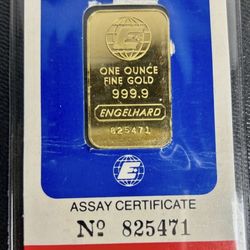 E
ONE OUNCE
FINE GOLD
999.9
ENGELHARD
825471
E
ASSAY CERTIFICATE
Nº 825471